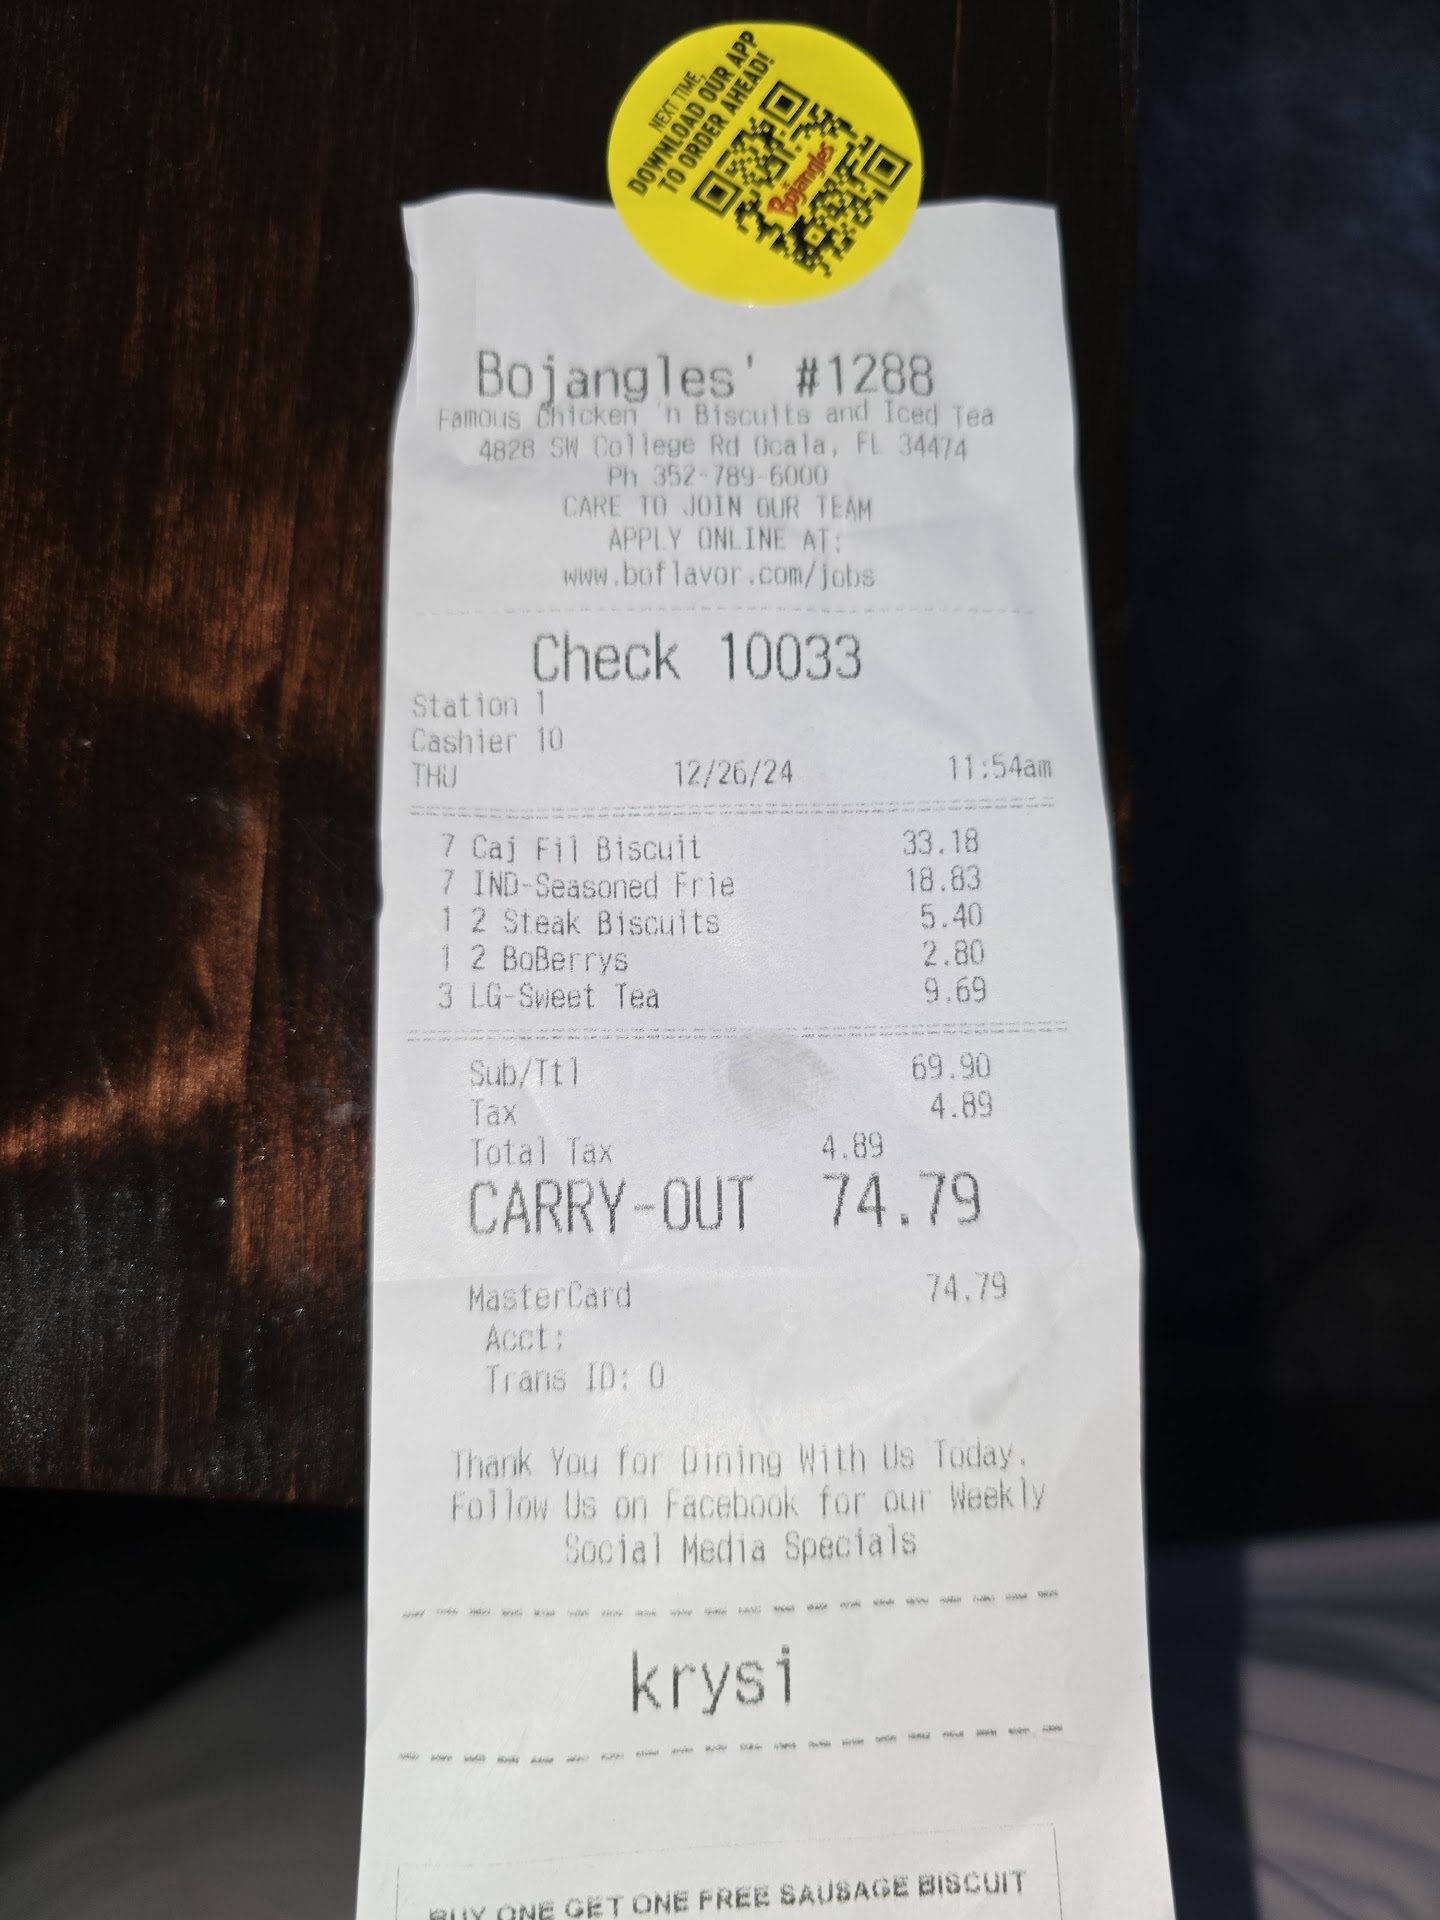 NEXT TIME,
DOWNLOAD OUR APP
TO ORDER AHEAD!
Bojangles
Bojangles' #1288
Famous Chicken 'n Biscuits and Iced Tea
4828 SW College Rd Ocala, FL 34474
Ph 352-789-6000
CARE TO JOIN OUR TEAM
APPLY ONLINE AT:
www.boflavor.com/jobs
Check 10033
Station 1
Cashier 10
THU 12/26/24 11:54am
7 Caj Fil Biscuit 33.18
7 IND-Seasoned Frie 18.83
1 2 Steak Biscuits 5.40
1 2 BoBerrys 2.80
3 LG-Sweet Tea 9.69
Sub/Ttl 69.90
Tax 4.89
Total Tax 4.89
CARRY-OUT 74.79
MasterCard 74.79
Acct:
Trans ID: 0
Thank You for Dining With Us Today.
Follow Us on Facebook for our Weekly
Social Media Specials
krysi
BUY ONE GET ONE FREE SAUSAGE BISCUIT